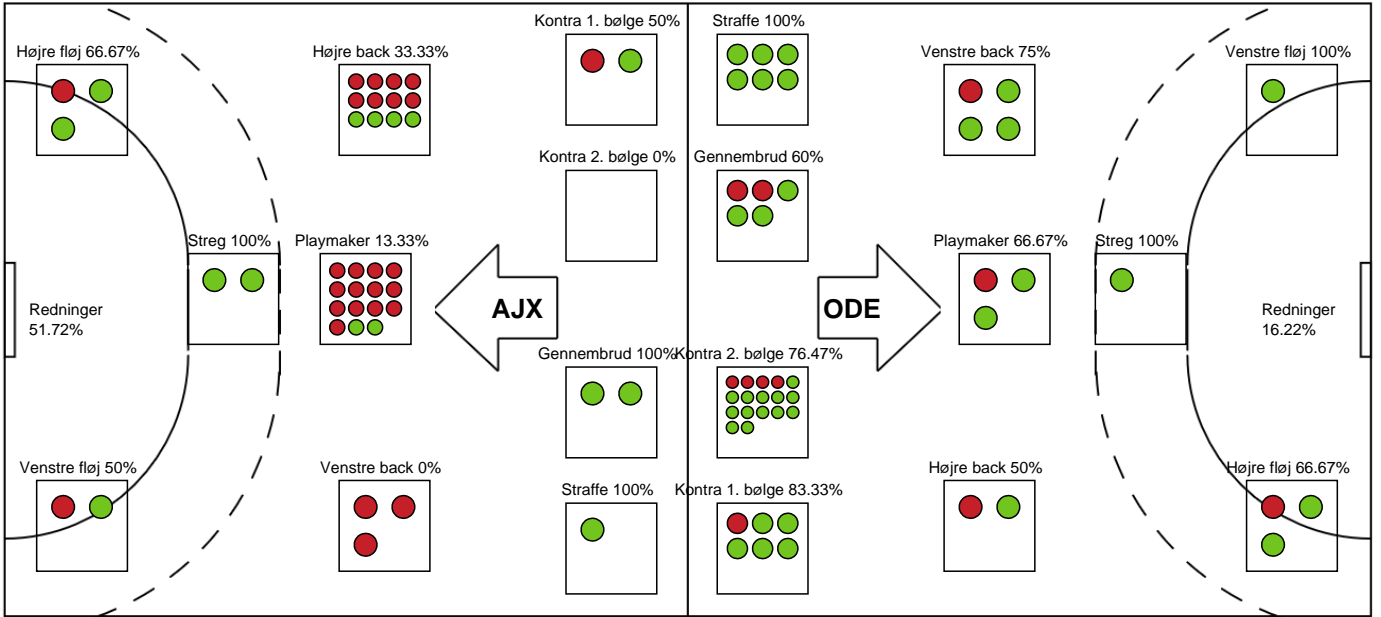 Kontra 1. bølge 50%
Straffe 100%
Højre fløj 66.67%
Højre back 33.33%
Venstre back 75%
Venstre fløj 100%
Kontra 2. bølge 0%
Gennembrud 60%
Streg 100%
Playmaker 13.33%
Playmaker 66.67%
Streg 100%
Redninger
51.72%
AJX
ODE
Redninger
16.22%
Gennembrud 100%
Kontra 2. bølge 76.47%
Venstre fløj 50%
Venstre back 0%
Straffe 100%
Kontra 1. bølge 83.33%
Højre back 50%
Højre fløj 66.67%